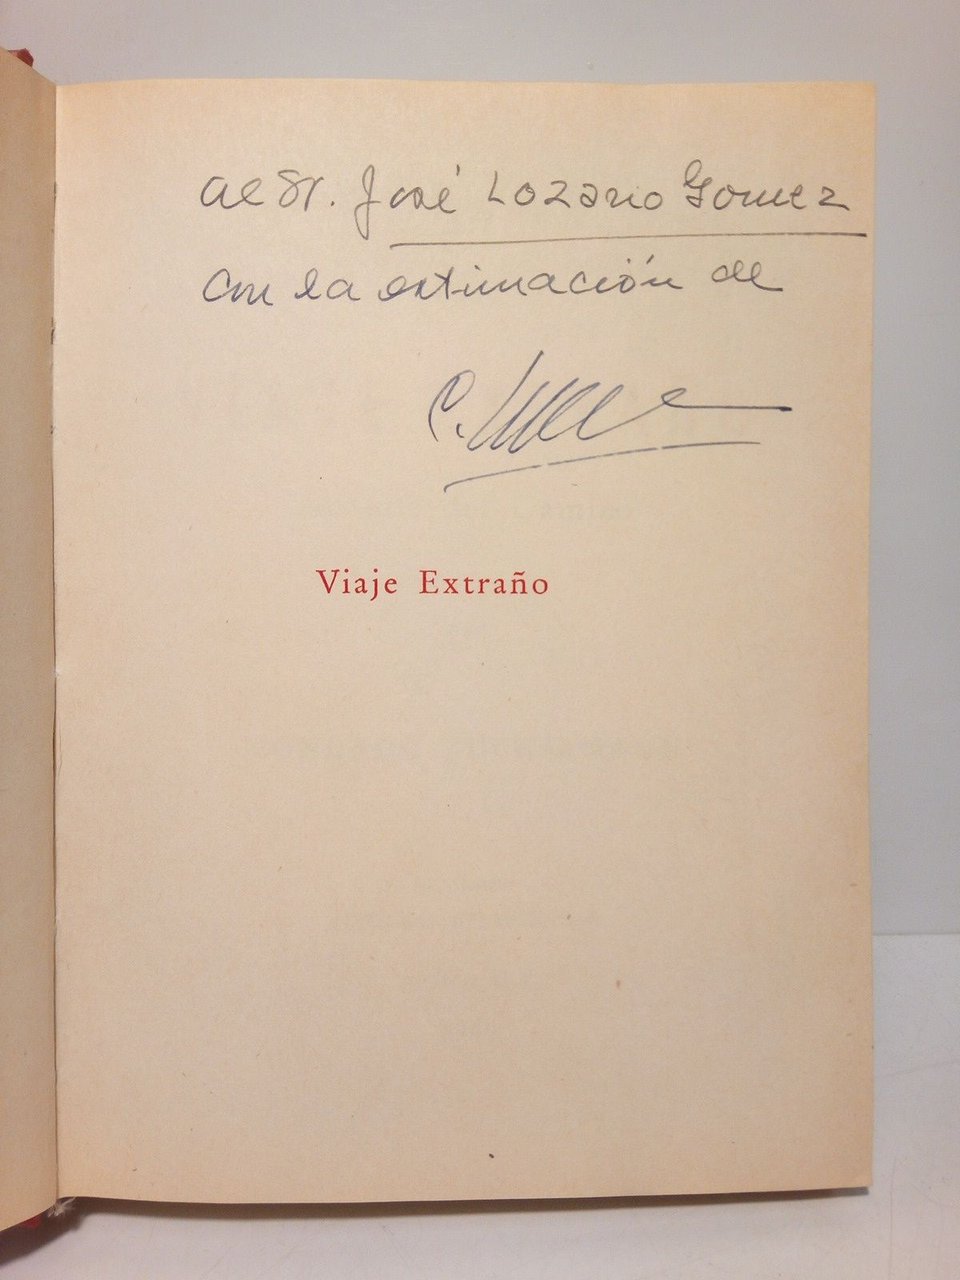 al Sr. José Lozano Gomez
con la estimación de
C.
Viaje Extraño